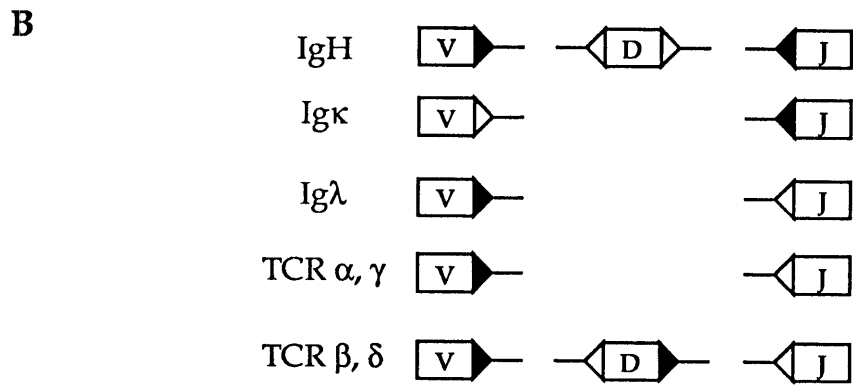 B
IgH V D J
Igκ V J
Igλ V J
TCR α, γ V J
TCR β, δ V D J